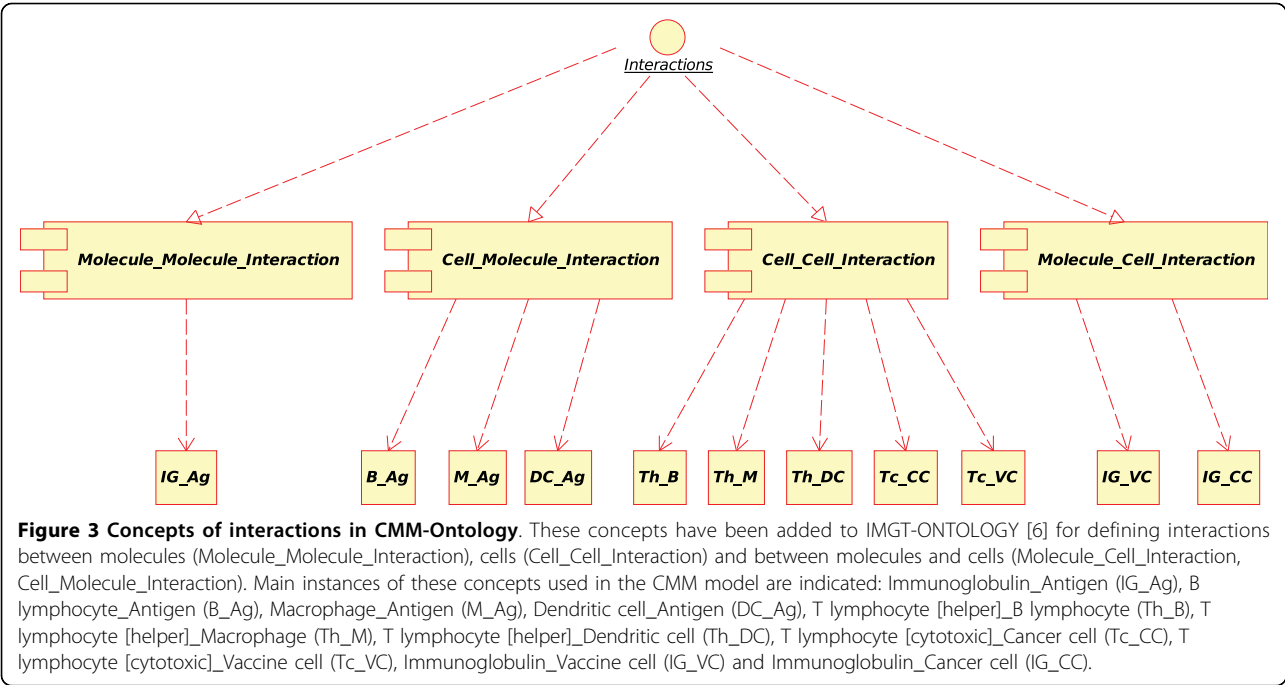 Interactions
Molecule_Molecule_Interaction
Cell_Molecule_Interaction
Cell_Cell_Interaction
Molecule_Cell_Interaction
IG_Ag
B_Ag
M_Ag
DC_Ag
Th_B
Th_M
Th_DC
Tc_CC
Tc_VC
IG_VC
IG_CC
Figure 3 Concepts of interactions in CMM-Ontology. These concepts have been added to IMGT-ONTOLOGY [6] for defining interactions
between molecules (Molecule_Molecule_Interaction), cells (Cell_Cell_Interaction) and between molecules and cells (Molecule_Cell_Interaction,
Cell_Molecule_Interaction). Main instances of these concepts used in the CMM model are indicated: Immunoglobulin_Antigen (IG_Ag), B
lymphocyte_Antigen (B_Ag), Macrophage_Antigen (M_Ag), Dendritic cell_Antigen (DC_Ag), T lymphocyte [helper]_B lymphocyte (Th_B), T
lymphocyte [helper]_Macrophage (Th_M), T lymphocyte [helper]_Dendritic cell (Th_DC), T lymphocyte [cytotoxic]_Cancer cell (Tc_CC), T
lymphocyte [cytotoxic]_Vaccine cell (Tc_VC), Immunoglobulin_Vaccine cell (IG_VC) and Immunoglobulin_Cancer cell (IG_CC).